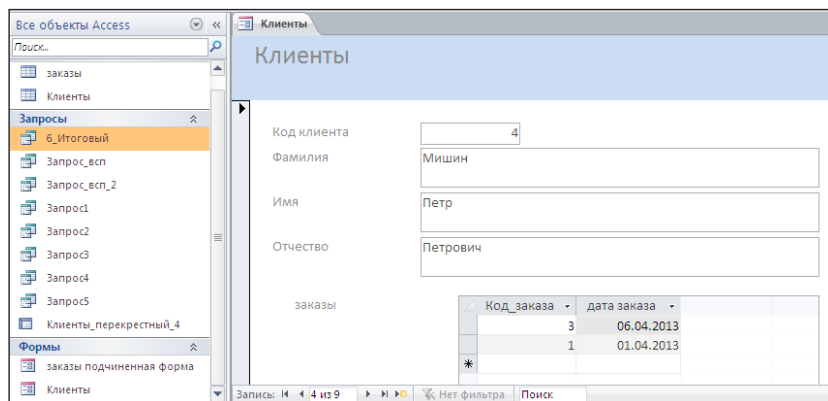 Все объекты Access
Поиск...
заказы
Клиенты
Запросы
6_Итоговый
Запрос_всп
Запрос_всп_2
Запрос1
Запрос2
Запрос3
Запрос4
Запрос5
Клиенты_перекрестный_4
Формы
заказы подчиненная форма
Клиенты
Клиенты
Клиенты
Код клиента 4
Фамилия Мишин
Имя Петр
Отчество Петрович
заказы
Код_заказа дата заказа
3 06.04.2013
1 01.04.2013
Запись: 4 из 9 Нет фильтра Поиск